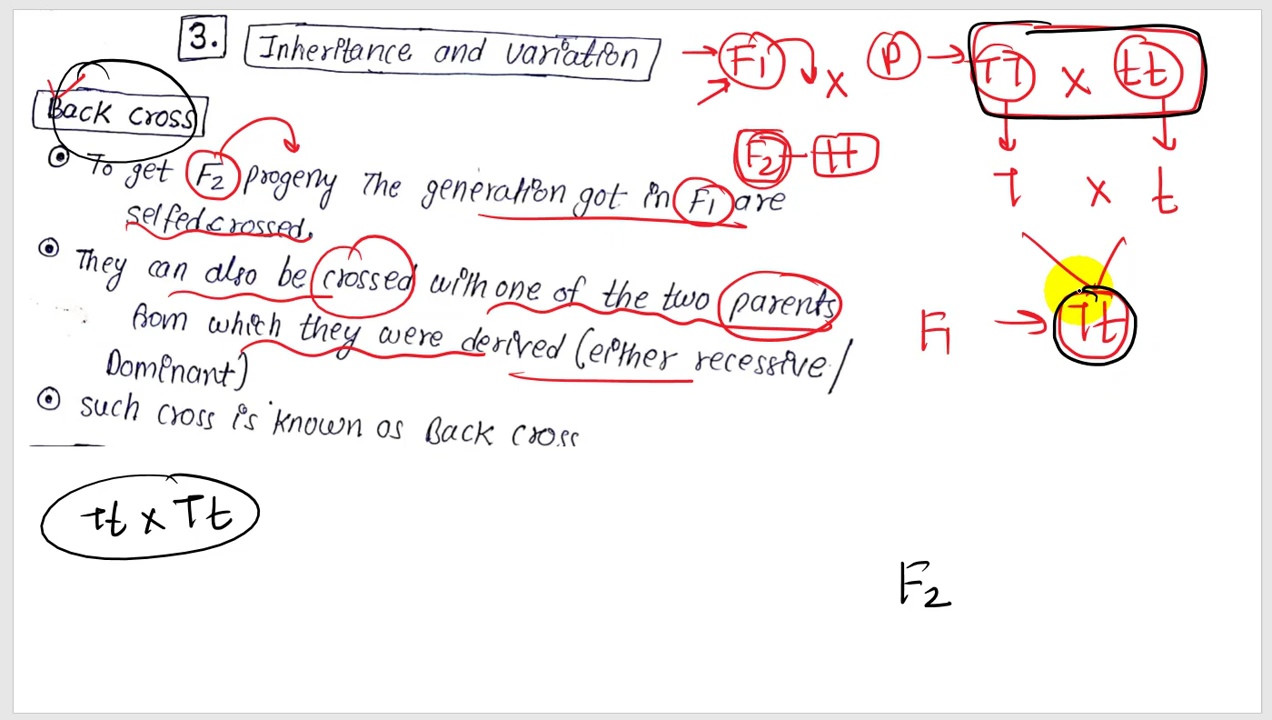 3. Inheritance and variation
Back cross
To get F2 progeny The generation got in F1 are
selfed crossed.
They can also be crossed with one of the two parents
from which they were derived (either recessive/
Dominant)
such cross is known as Back cross
Tt x Tt
F1 x
F2 - tt
P → TT x tt
T x t
F1 → Tt
F2